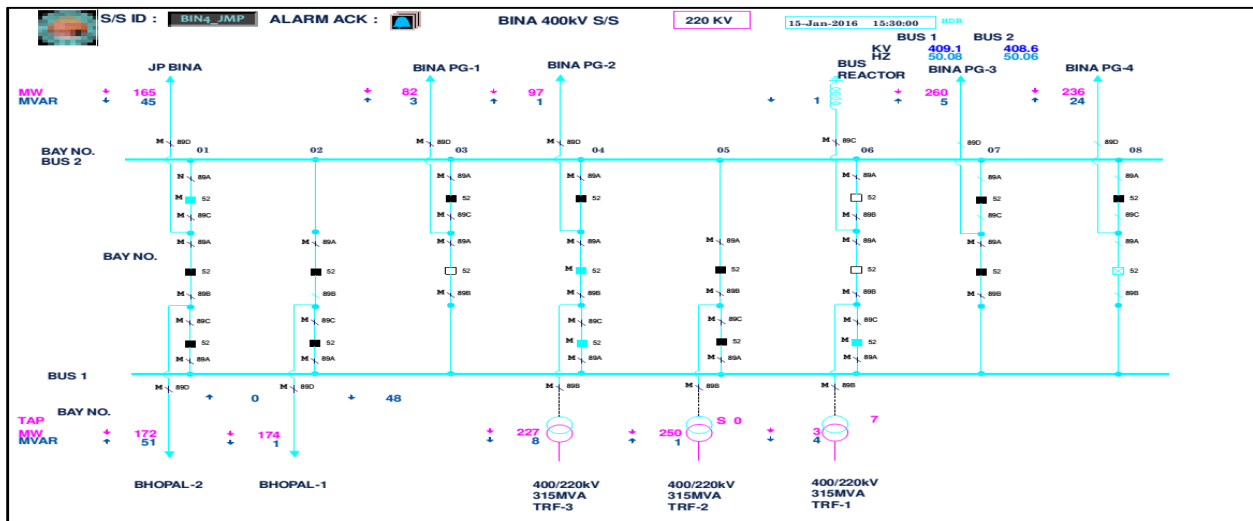 S/S ID : BIN4_JMP ALARM ACK : BINA 400kV S/S 220 KV 15-Jan-2016 15:30:00 HDR
BUS 1 BUS 2
KV 409.1 408.6
HZ 50.08 50.06
JP BINA BINA PG-1 BINA PG-2 BUS REACTOR BINA PG-3 BINA PG-4
MW 165 82 97 260 236
MVAR 45 3 1 1 5 24
M 89D M 89D M 89D M 89C 89D 89D
BAY NO. 01 02 03 04 05 06 07 08
BUS 2
N 89A M 89A M 89A M 89A 89A 89A
M 52 52 52 52 52 52
M 89C M 89C M 89C M 89B 89C 89C
M 89A M 89A M 89A M 89A M 89A M 89A M 89A 89A
BAY NO.
52 52 52 M 52 52 52 52 52
M 89B 89B M 89B M 89B M 89B M 89B 89B 89B
M 89C M 89C M 89C M 89C M 89C
52 52 M 52 52 M 52
M 89A M 89A M 89A M 89A M 89A
BUS 1
M 89D M 89D M 89B M 89B M 89B
0 48
BAY NO.
TAP S 0 7
MW 172 174 227 250 3
MVAR 51 1 8 1 4
BHOPAL-2 BHOPAL-1
400/220kV 400/220kV 400/220kV
315MVA 315MVA 315MVA
TRF-3 TRF-2 TRF-1